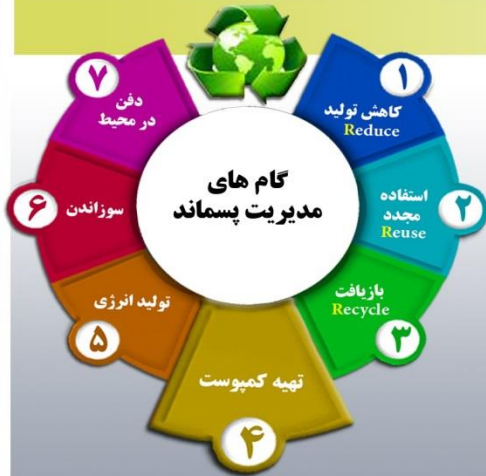 گام های
مدیریت پسماند
۱
کاهش تولید
Reduce
۲
استفاده
مجدد
Reuse
۳
بازیافت
Recycle
۴
تهیه کمپوست
۵
تولید انرژی
۶
سوزاندن
۷
دفن
در محیط